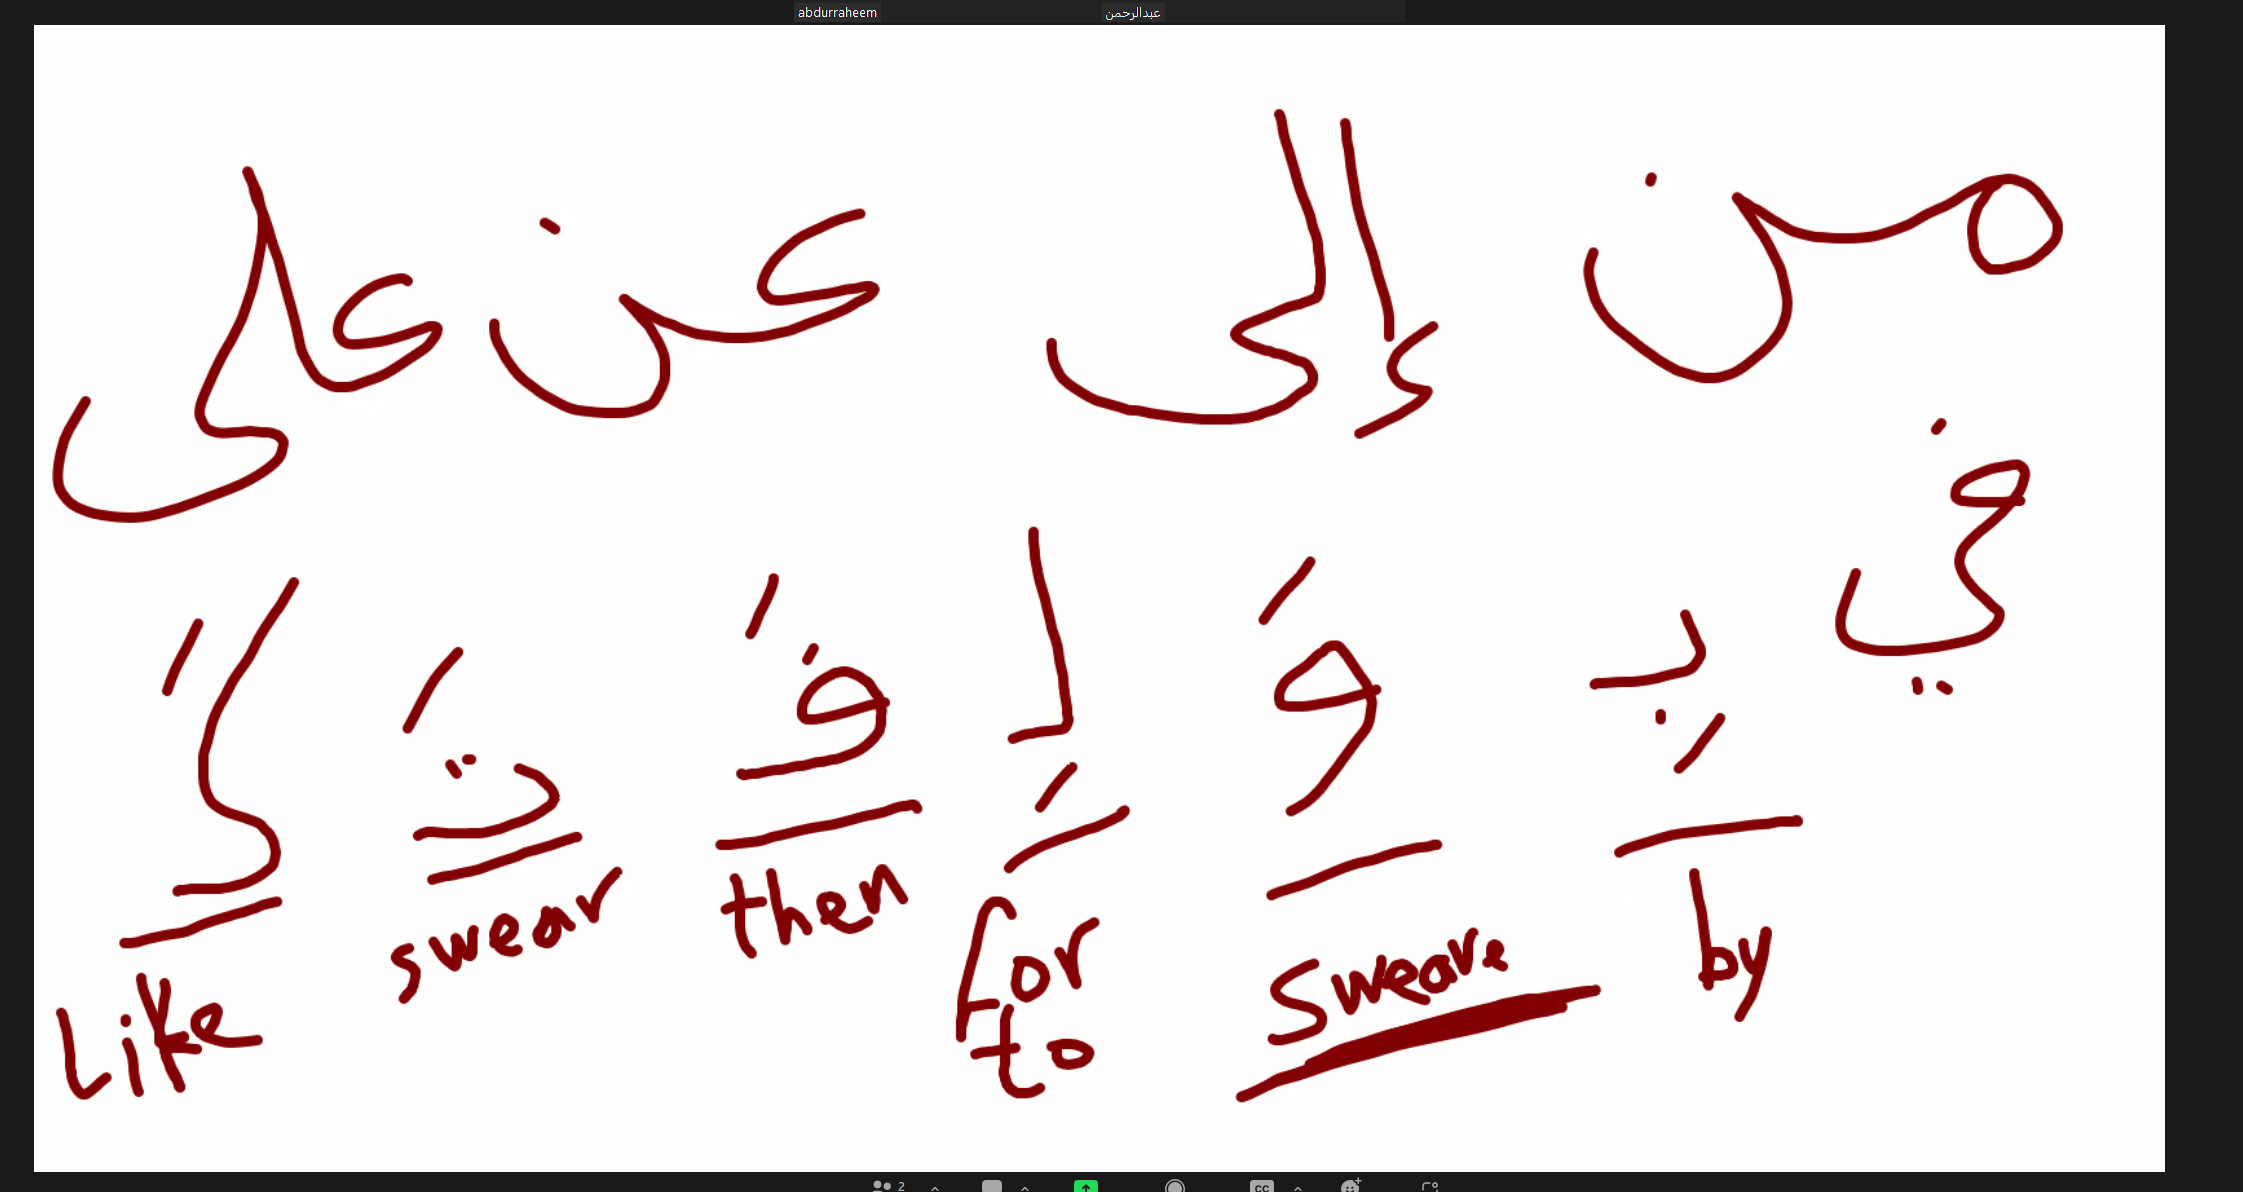 abdurraheem عبدالرحمن
من إلى عن على
في
بِـ وَ لِـ فَـ تَـ كَـ
by sweare for to then swear like
2 CC